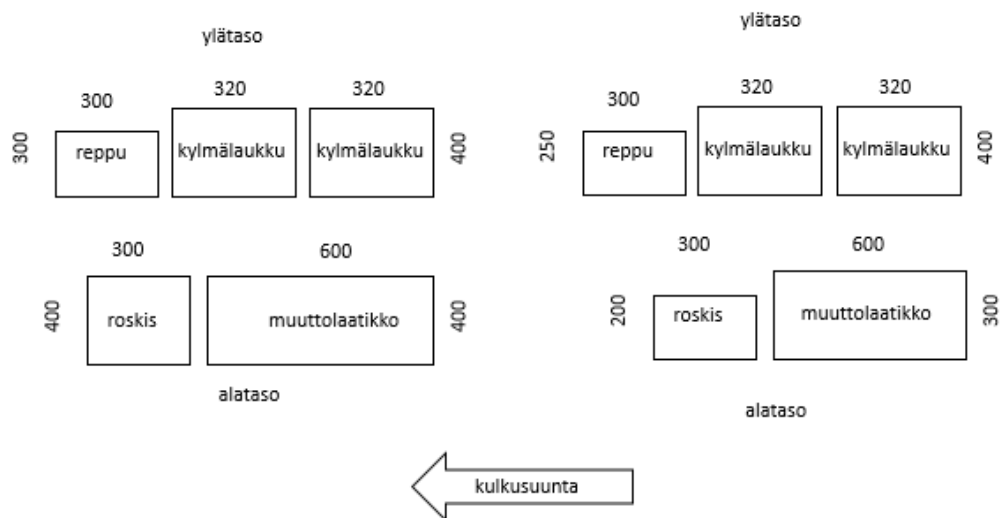 ylätaso
300
320
320
300
reppu
kylmälaukku
kylmälaukku
400
300
600
400
roskis
muuttolaatikko
400
alataso
ylätaso
300
320
320
250
reppu
kylmälaukku
kylmälaukku
400
300
600
200
roskis
muuttolaatikko
300
alataso
kulkusuunta